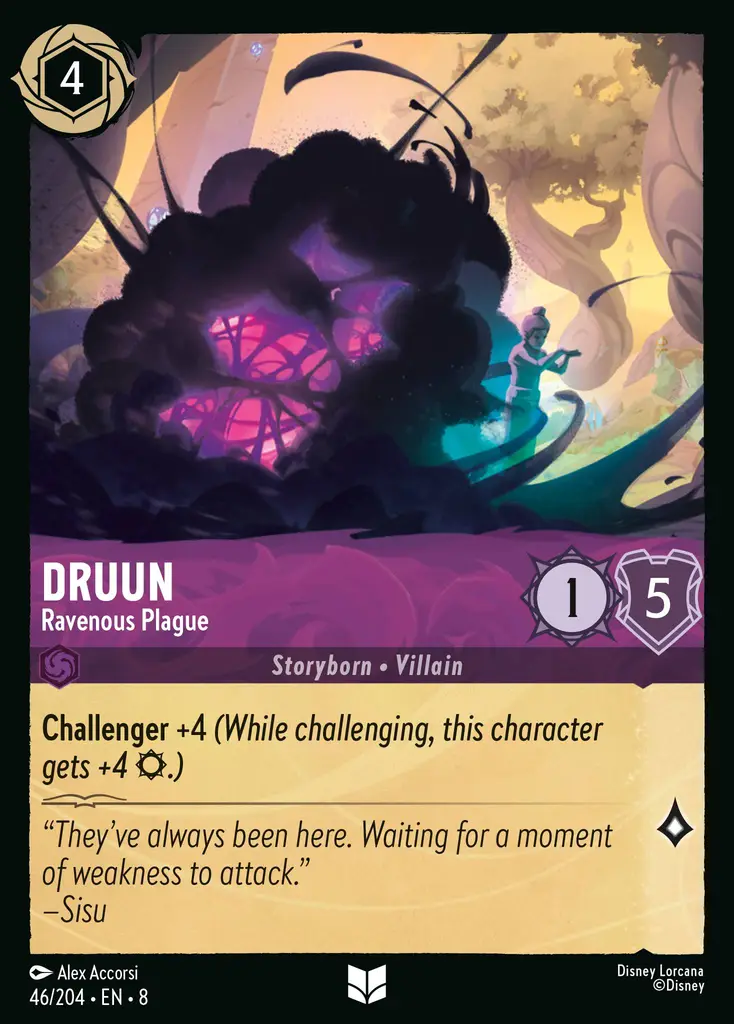 4
DRUUN
Ravenous Plague
1
5
Storyborn • Villain
Challenger +4 (While challenging, this character
gets +4 .)
“They’ve always been here. Waiting for a moment
of weakness to attack.”
–Sisu
Alex Accorsi
46/204 • EN • 8
Disney Lorcana
©Disney